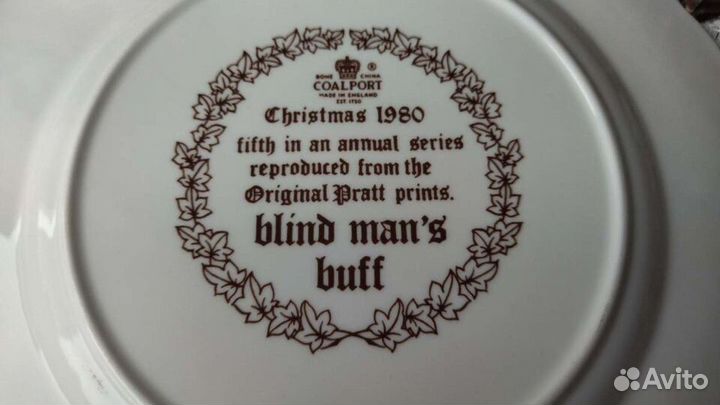 BONE CHINA ®
COALPORT
MADE IN ENGLAND
EST. 1750
Christmas 1980
fifth in an annual series
reproduced from the
Original Pratt prints.
blind man's
buff
Avito